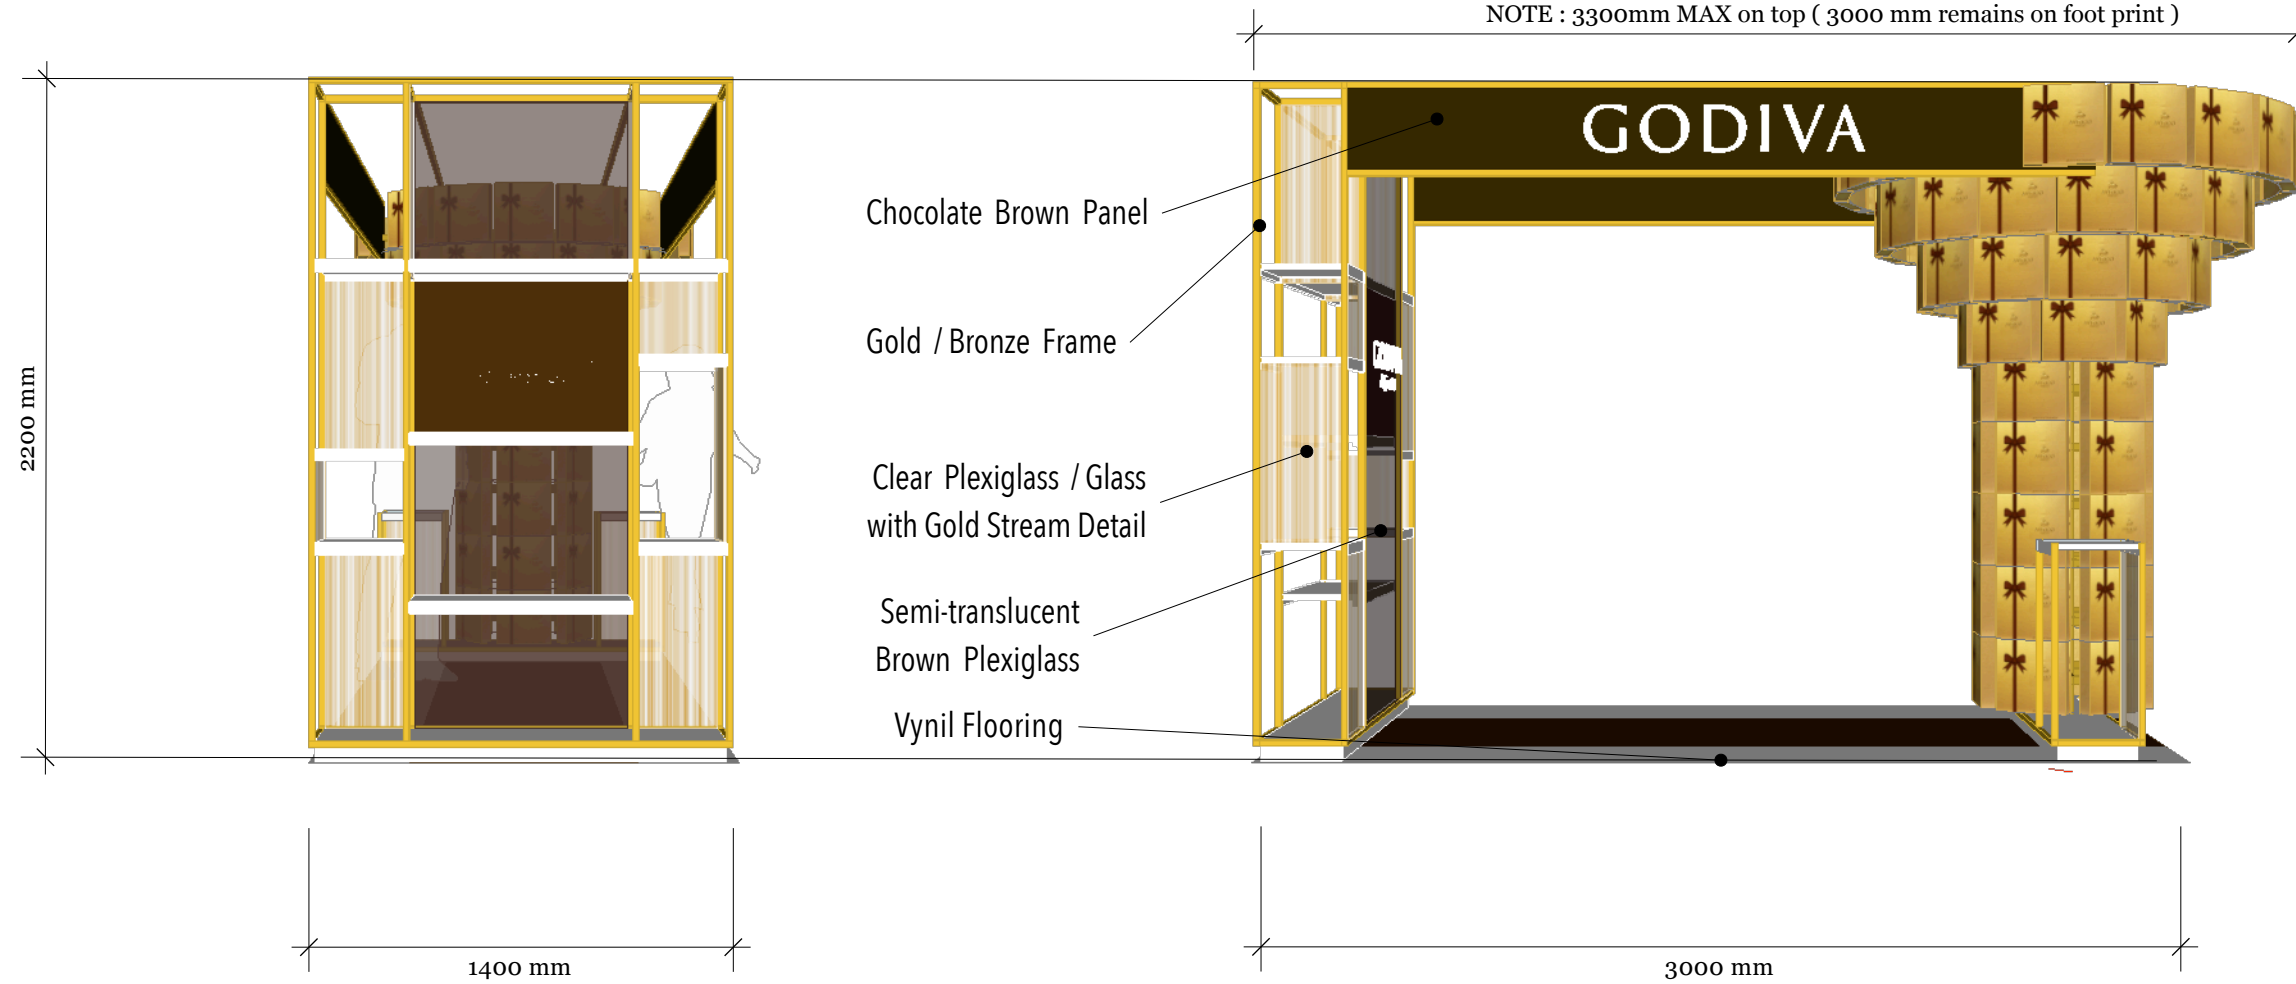 NOTE : 3300mm MAX on top ( 3000 mm remains on foot print )
GODIVA
Chocolate Brown Panel
Gold / Bronze Frame
Clear Plexiglass / Glass
with Gold Stream Detail
Semi-translucent
Brown Plexiglass
Vynil Flooring
2200 mm
1400 mm
3000 mm